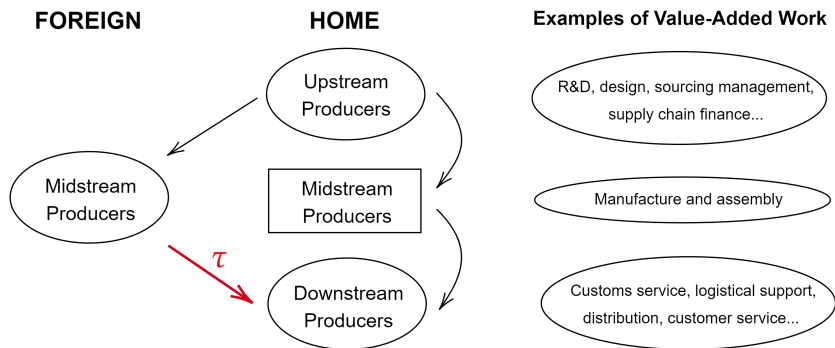 FOREIGN
HOME
Examples of Value-Added Work
Upstream
Producers
R&D, design, sourcing management,
supply chain finance...
Midstream
Producers
Midstream
Producers
Manufacture and assembly
τ
Downstream
Producers
Customs service, logistical support,
distribution, customer service...